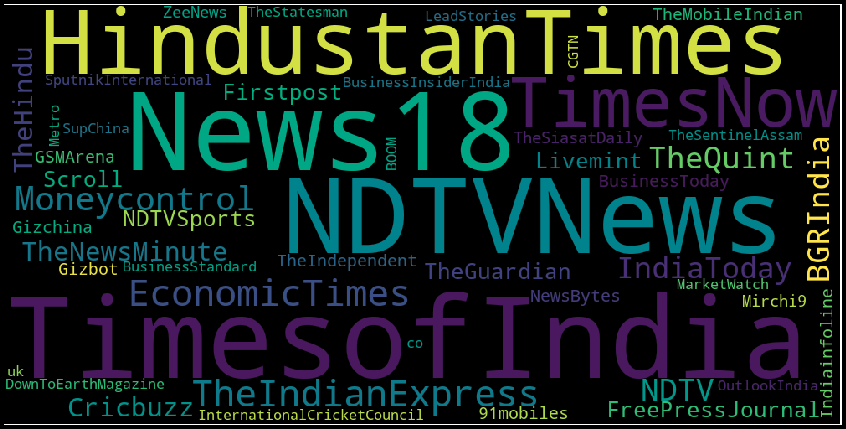 ZeeNews
TheStatesman
LeadStories
TheMobileIndian
HindustanTimes
CGTN
TheHindu
SputnikInternational
BusinessInsiderIndia
Firstpost
TimesNow
Metro
SupChina
News18
BOOM
TheSiasatDaily
TheSentinelAssam
GSMArena
Livemint
TheQuint
BGRIndia
Scroll
BusinessToday
Moneycontrol
NDTVSports
NDTVNews
Gizchina
TheNewsMinute
Gizbot
BusinessStandard
TheIndependent
TheGuardian
IndiaToday
EconomicTimes
NewsBytes
MarketWatch
Mirchi9
TimesofIndia
Indiainfoline
co
uk
DownToEarthMagazine
TheIndianExpress
NDTV
OutlookIndia
Cricbuzz
InternationalCricketCouncil
91mobiles
FreePressJournal